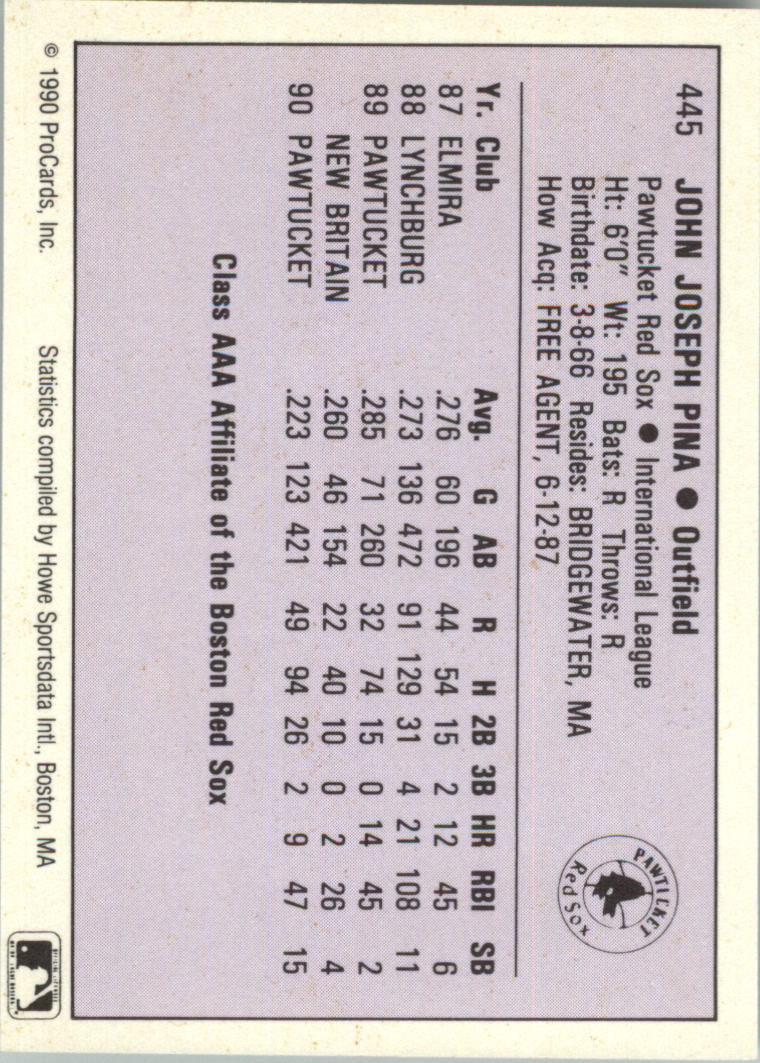 445 JOHN JOSEPH PINA ● Outfield
Pawtucket Red Sox ● International League
Ht: 6'0" Wt: 195 Bats: R Throws: R
Birthdate: 3-8-66 Resides: BRIDGEWATER, MA
How Acq: FREE AGENT, 6-12-87
PAWTUCKET
Red Sox
Yr. Club Avg. G AB R H 2B 3B HR RBI SB
87 ELMIRA .276 60 196 44 54 15 2 12 45 6
88 LYNCHBURG .273 136 472 91 129 31 4 21 108 11
89 PAWTUCKET .285 71 260 32 74 15 0 14 45 2
NEW BRITAIN .260 46 154 22 40 10 0 2 26 4
90 PAWTUCKET .223 123 421 49 94 26 2 9 47 15
Class AAA Affiliate of the Boston Red Sox
© 1990 ProCards, Inc. Statistics compiled by Howe Sportsdata Intl., Boston, MA